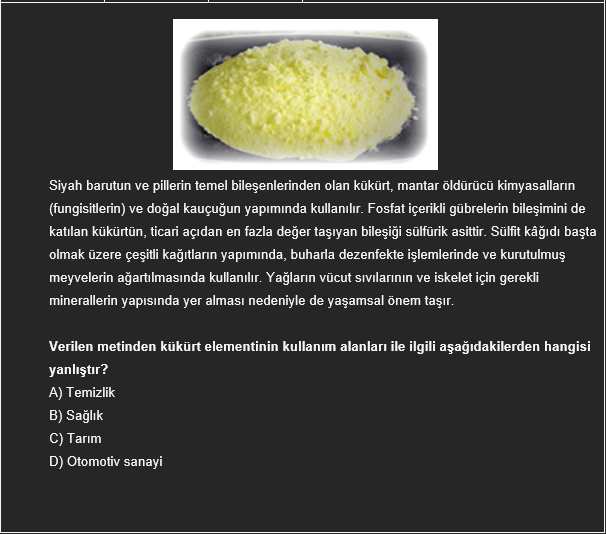 Siyah barutun ve pillerin temel bileşenlerinden olan kükürt, mantar öldürücü kimyasalların
(fungisitlerin) ve doğal kauçuğun yapımında kullanılır. Fosfat içerikli gübrelerin bileşimini de
katılan kükürtün, ticari açıdan en fazla değer taşıyan bileşiği sülfürik asittir. Sülfit kâğıdı başta
olmak üzere çeşitli kağıtların yapımında, buharla dezenfekte işlemlerinde ve kurutulmuş
meyvelerin ağartılmasında kullanılır. Yağların vücut sıvılarının ve iskelet için gerekli
minerallerin yapısında yer alması nedeniyle de yaşamsal önem taşır.
Verilen metinden kükürt elementinin kullanım alanları ile ilgili aşağıdakilerden hangisi
yanlıştır?
A) Temizlik
B) Sağlık
C) Tarım
D) Otomotiv sanayi